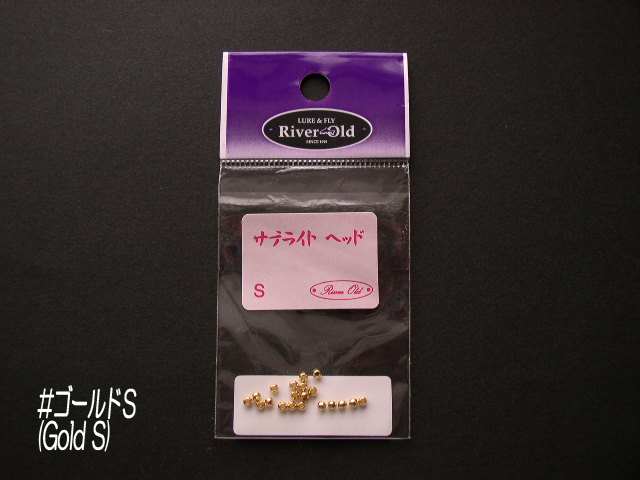 LURE & FLY
River Old
SINCE 1998
サテライト ヘッド
S
River Old
#ゴールドS
(Gold S)